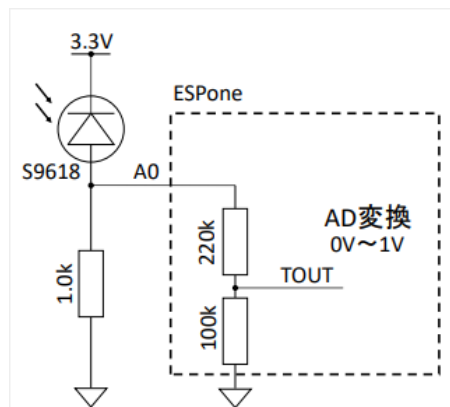 3.3V
ESPone
S9618
A0
AD変換
0V～1V
220k
TOUT
1.0k
100k